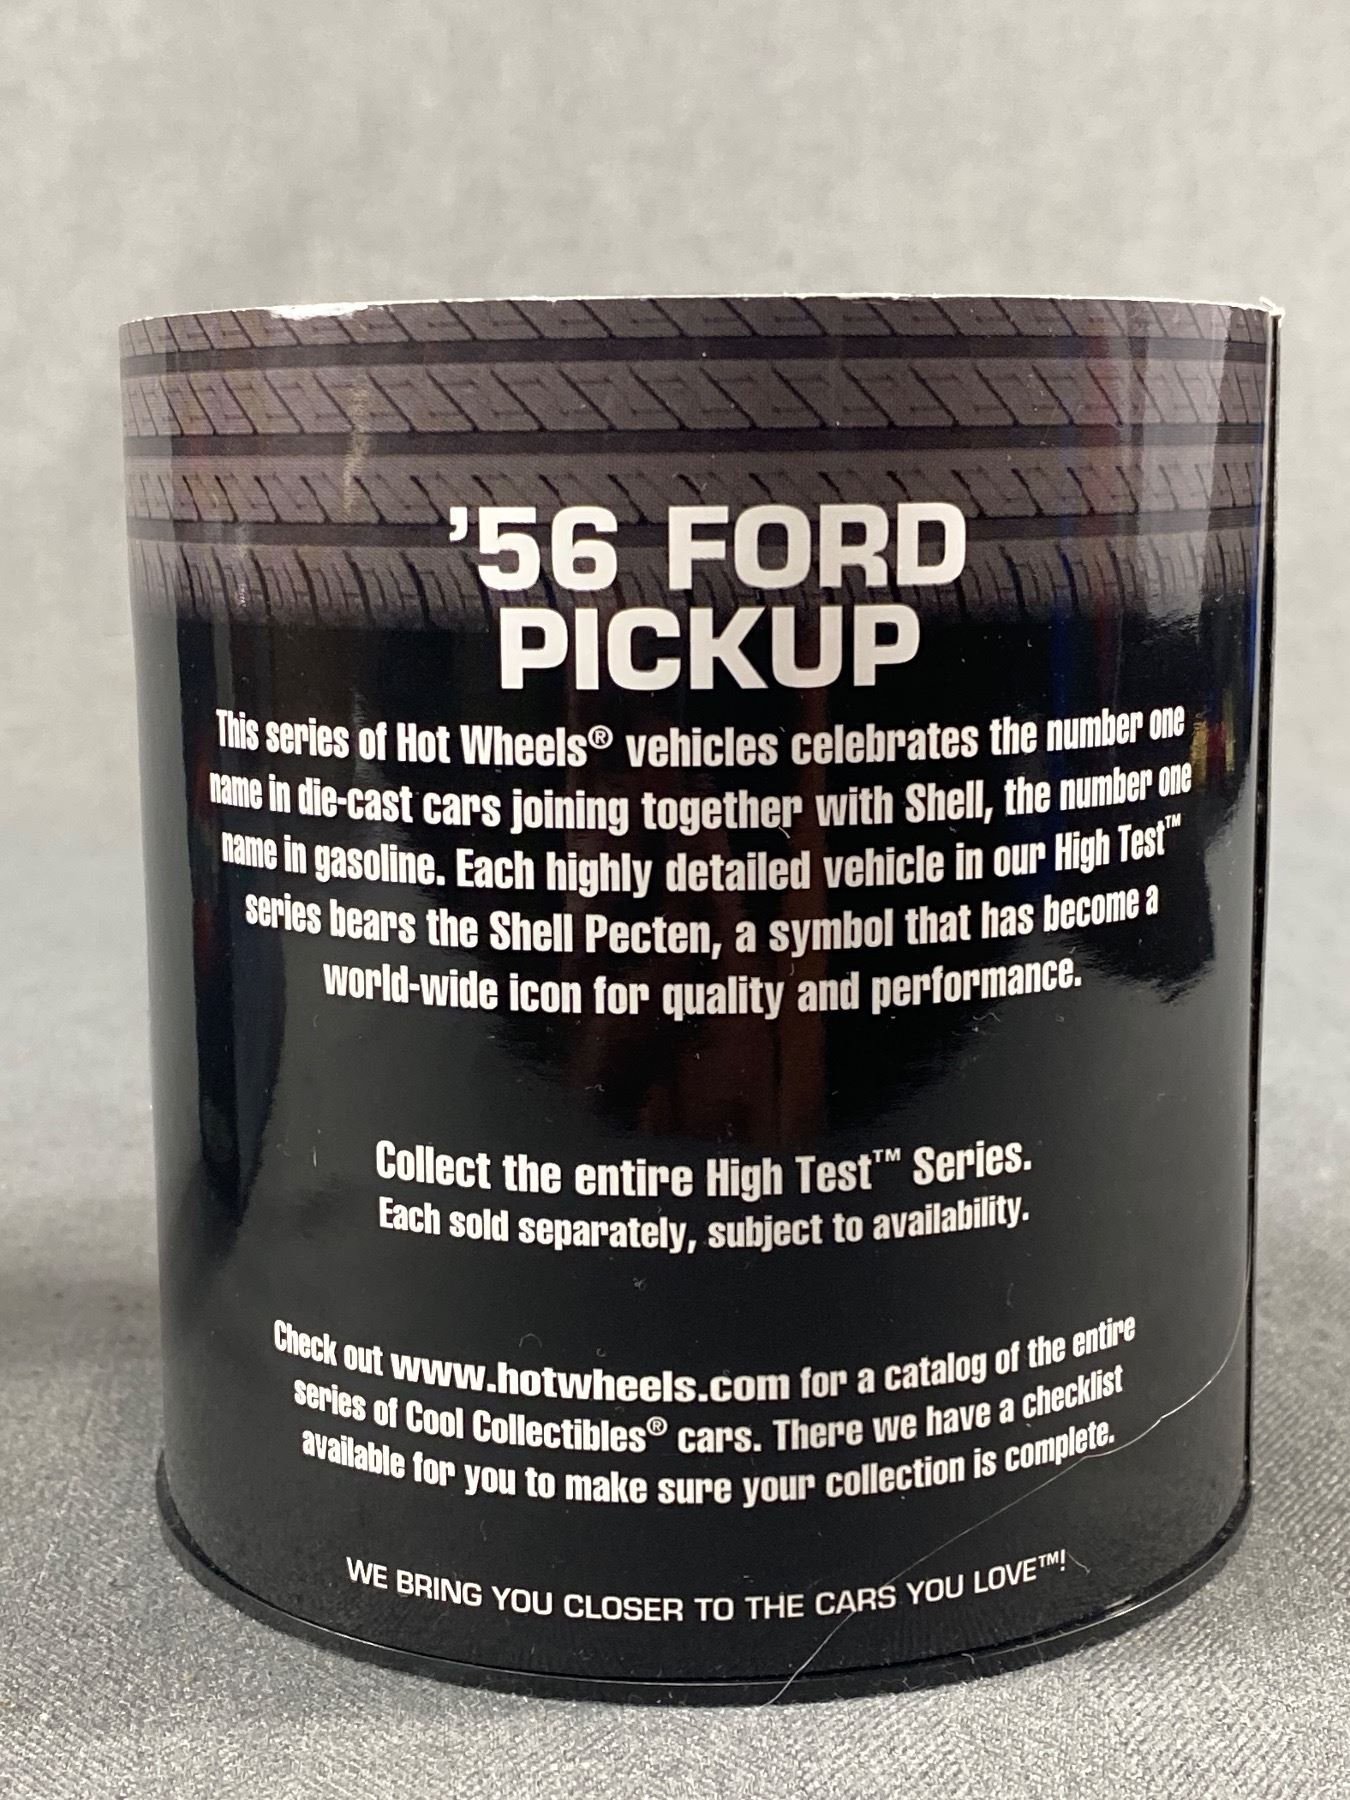 ’56 FORD
PICKUP
This series of Hot Wheels® vehicles celebrates the number one
name in die-cast cars joining together with Shell, the number one
name in gasoline. Each highly detailed vehicle in our High Test™
series bears the Shell Pecten, a symbol that has become a
world-wide icon for quality and performance.
Collect the entire High Test™ Series.
Each sold separately, subject to availability.
Check out www.hotwheels.com for a catalog of the entire
series of Cool Collectibles® cars. There we have a checklist
available for you to make sure your collection is complete.
WE BRING YOU CLOSER TO THE CARS YOU LOVE™!